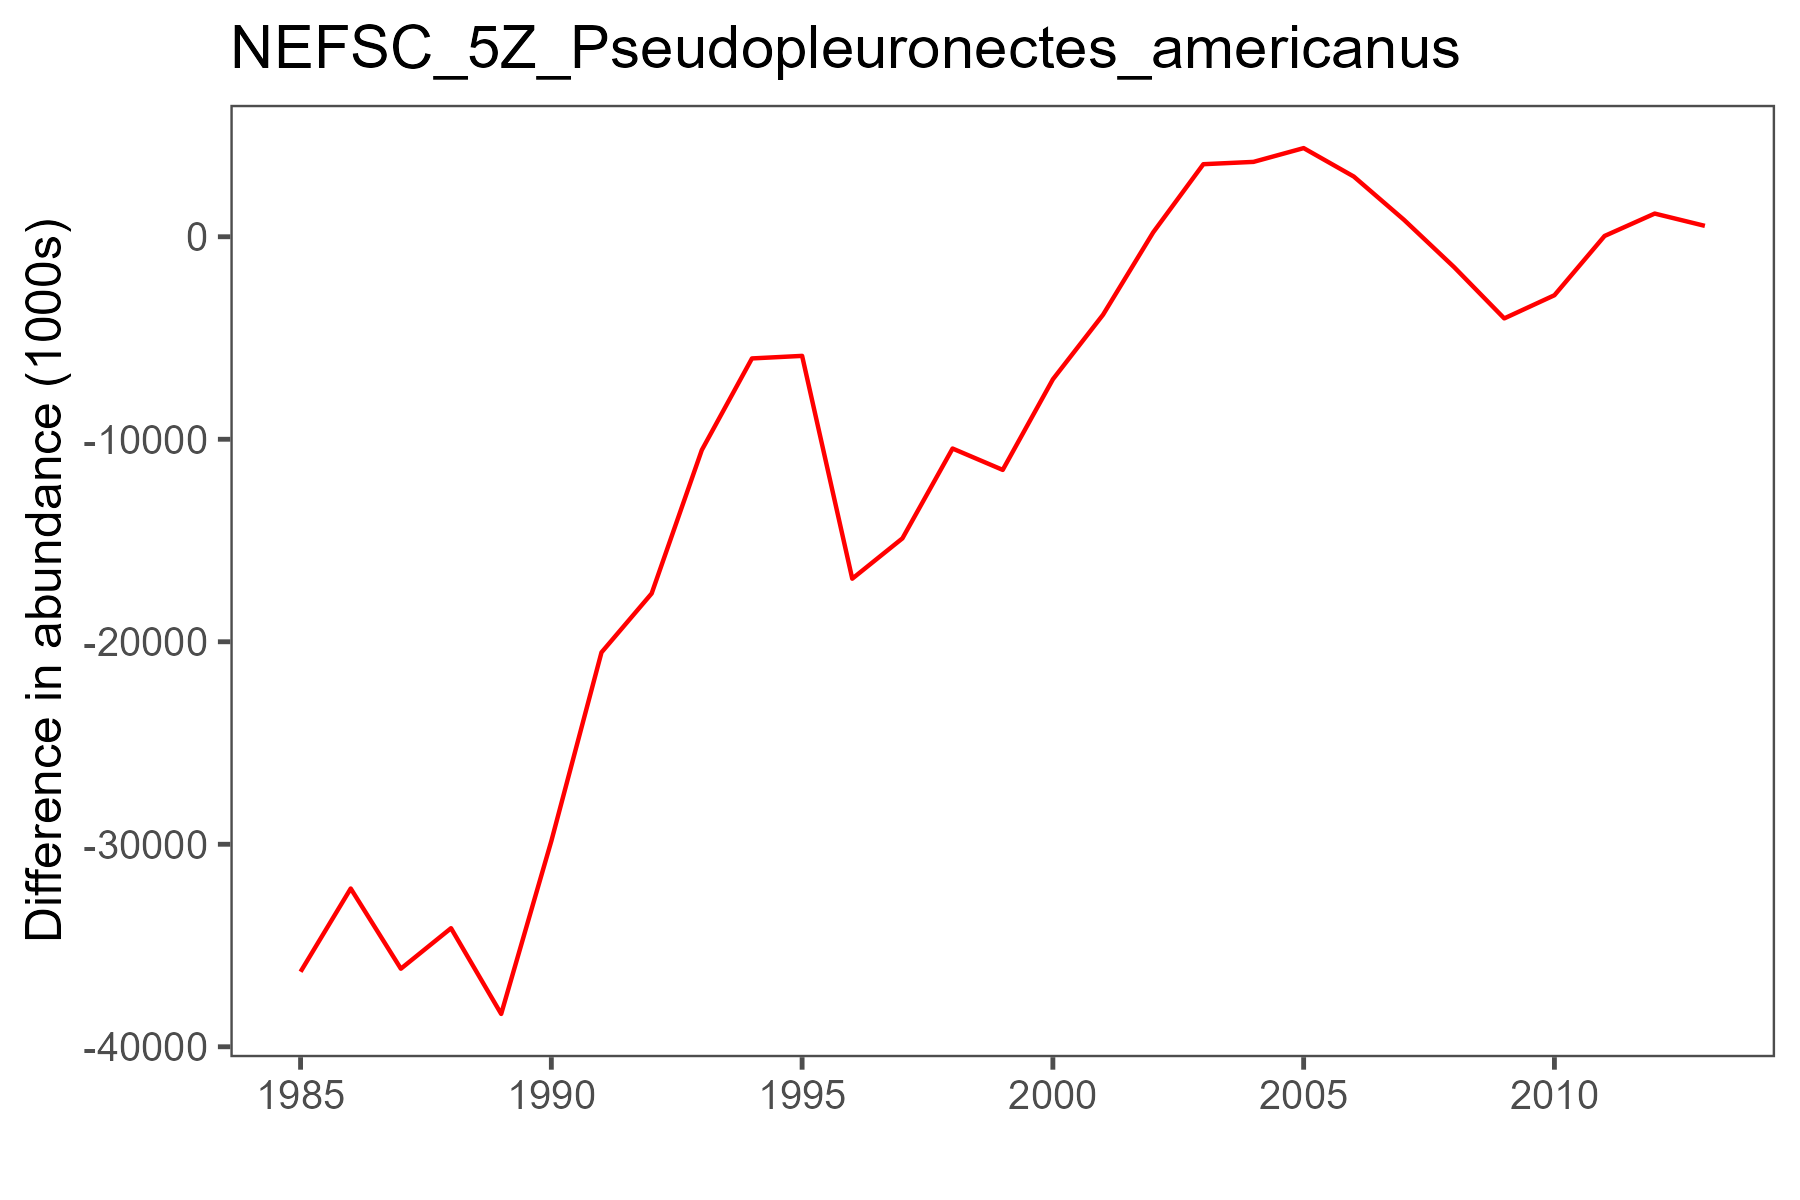 NEFSC_5Z_Pseudopleuronectes_americanus
Difference in abundance (1000s)
0
-10000
-20000
-30000
-40000
1985 1990 1995 2000 2005 2010